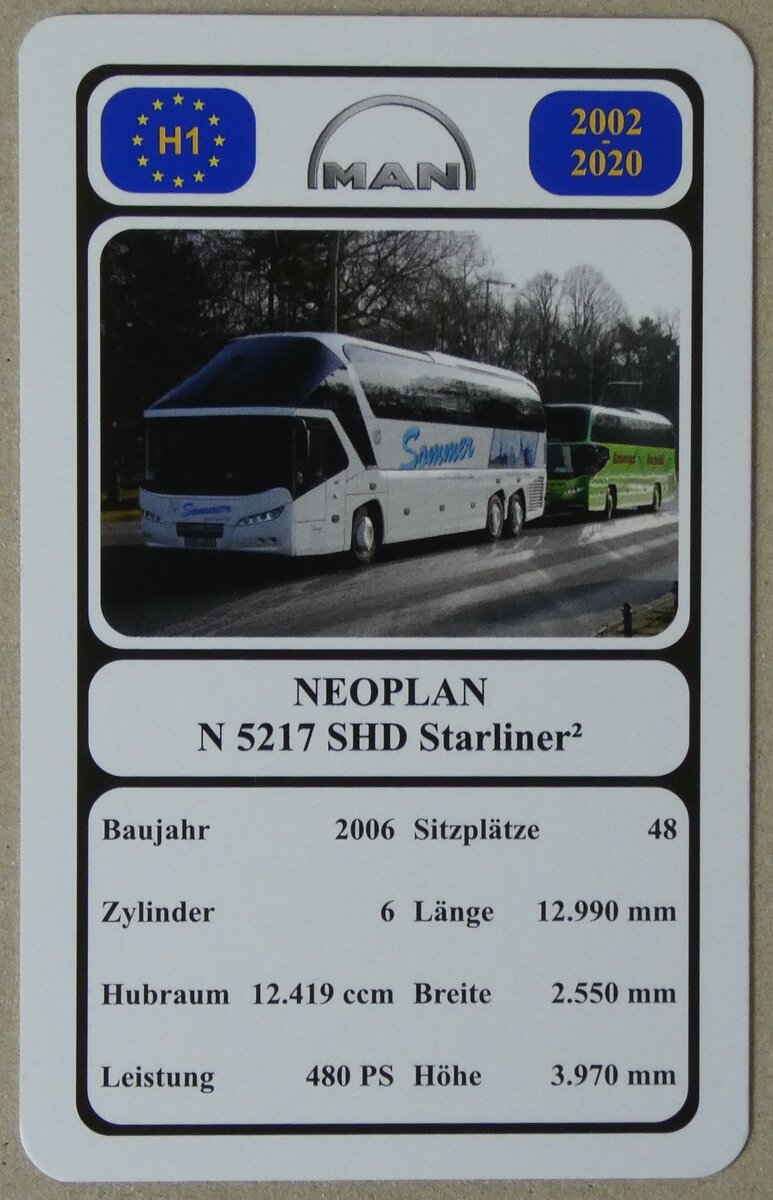 H1
MAN
2002
-
2020
Sommer
Sommer
NEOPLAN
N 5217 SHD Starliner²
Baujahr 2006 Sitzplätze 48
Zylinder 6 Länge 12.990 mm
Hubraum 12.419 ccm Breite 2.550 mm
Leistung 480 PS Höhe 3.970 mm